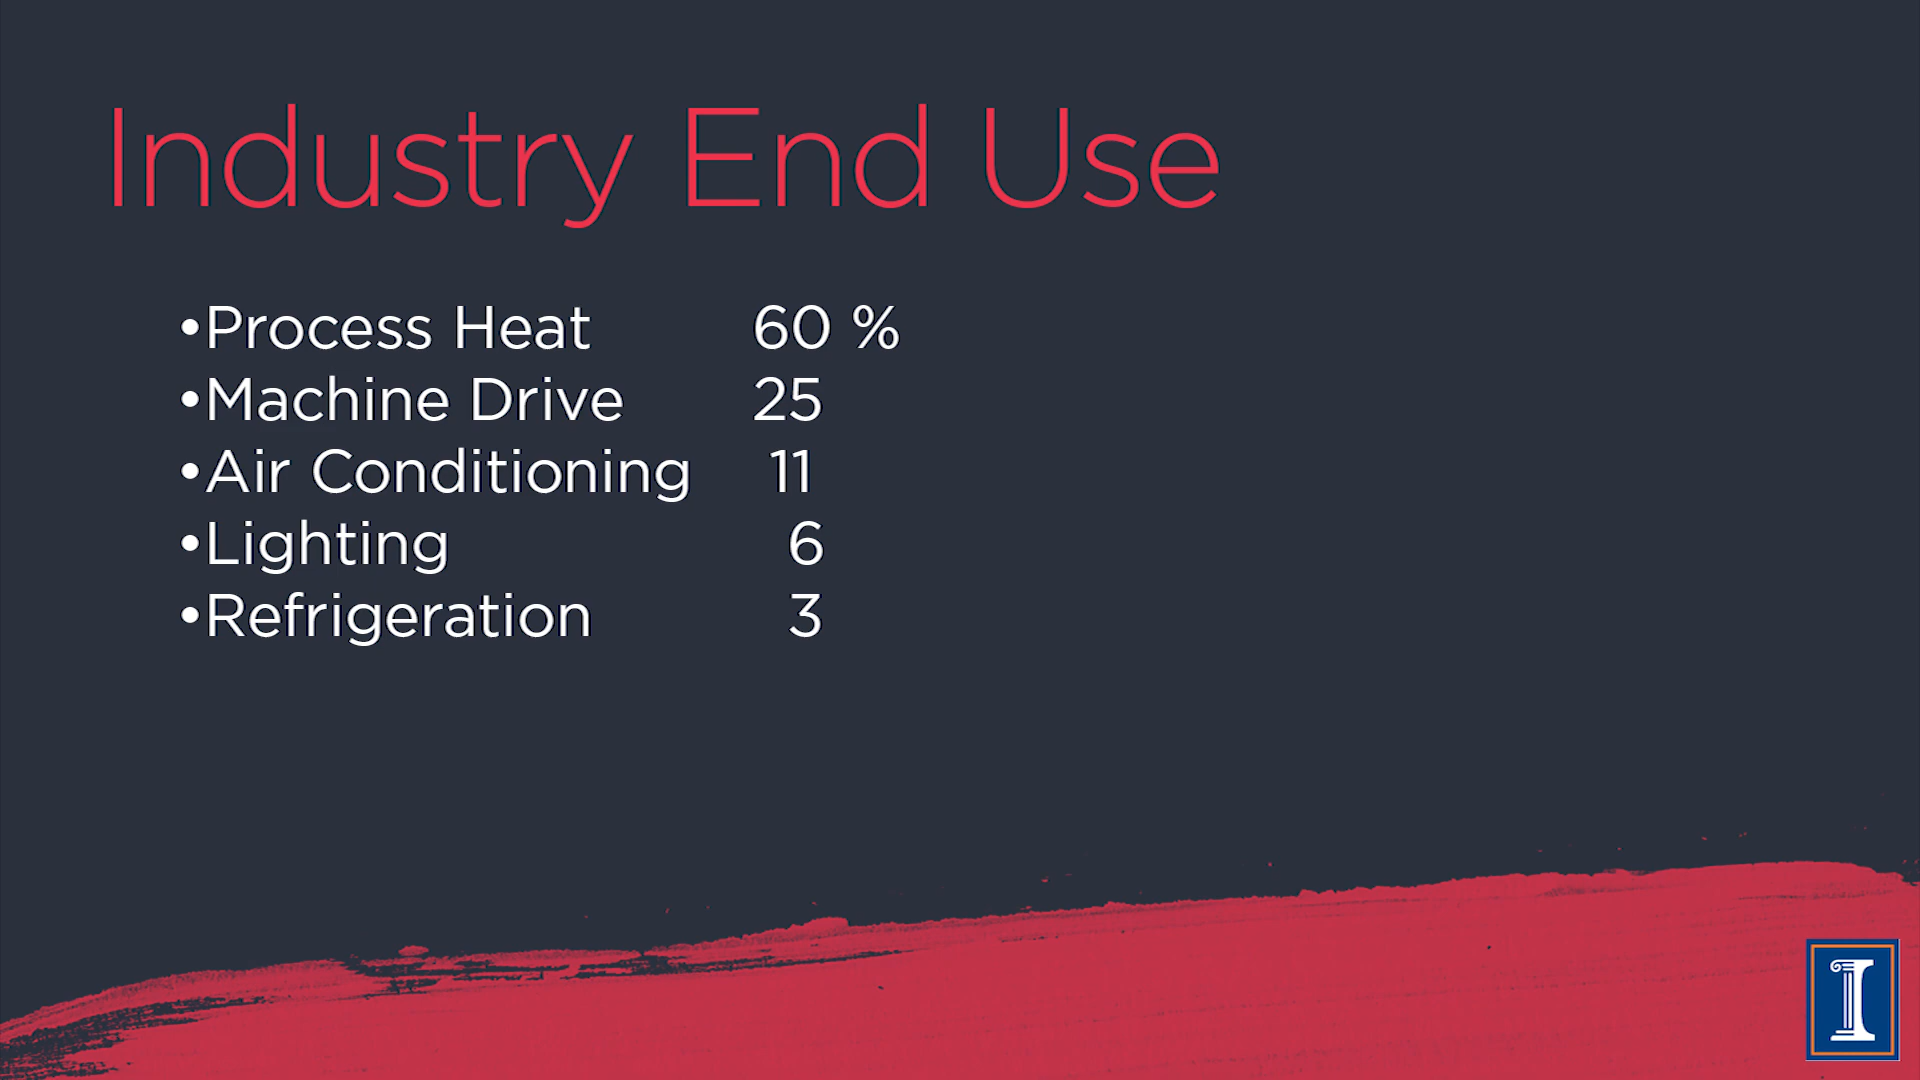 Industry End Use
•Process Heat 60 %
•Machine Drive 25
•Air Conditioning 11
•Lighting 6
•Refrigeration 3
I